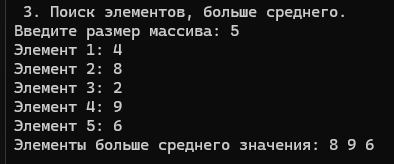 3. Поиск элементов, больше среднего.
Введите размер массива: 5
Элемент 1: 4
Элемент 2: 8
Элемент 3: 2
Элемент 4: 9
Элемент 5: 6
Элементы больше среднего значения: 8 9 6